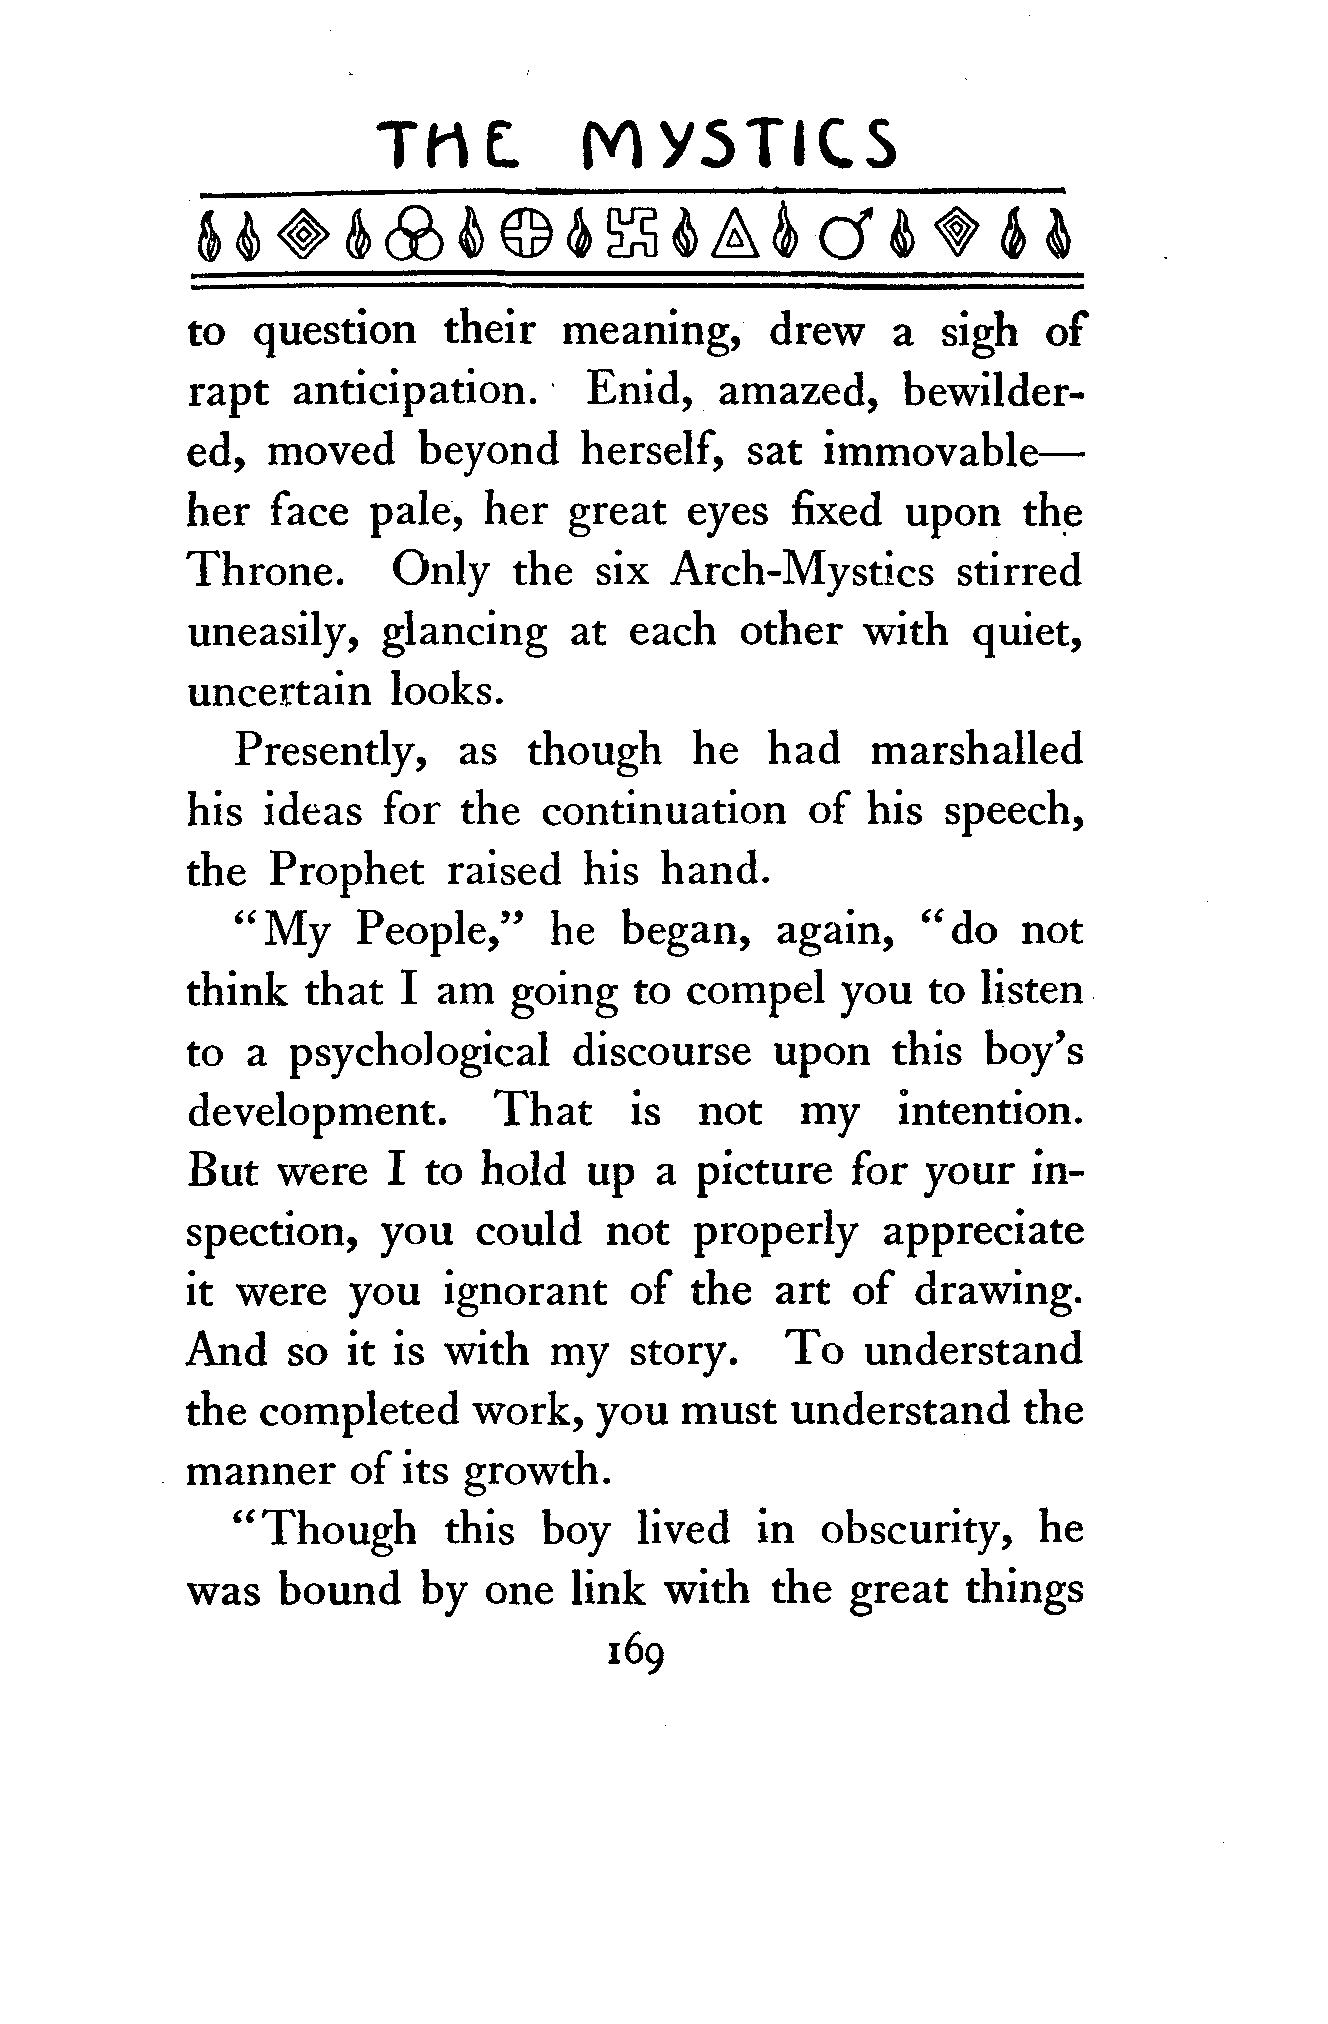 THE MYSTICS
to question their meaning, drew a sigh of
rapt anticipation. Enid, amazed, bewilder-
ed, moved beyond herself, sat immovable—
her face pale, her great eyes fixed upon the
Throne. Only the six Arch-Mystics stirred
uneasily, glancing at each other with quiet,
uncertain looks.
Presently, as though he had marshalled
his ideas for the continuation of his speech,
the Prophet raised his hand.
“My People,” he began, again, “do not
think that I am going to compel you to listen
to a psychological discourse upon this boy’s
development. That is not my intention.
But were I to hold up a picture for your in-
spection, you could not properly appreciate
it were you ignorant of the art of drawing.
And so it is with my story. To understand
the completed work, you must understand the
manner of its growth.
“Though this boy lived in obscurity, he
was bound by one link with the great things
169